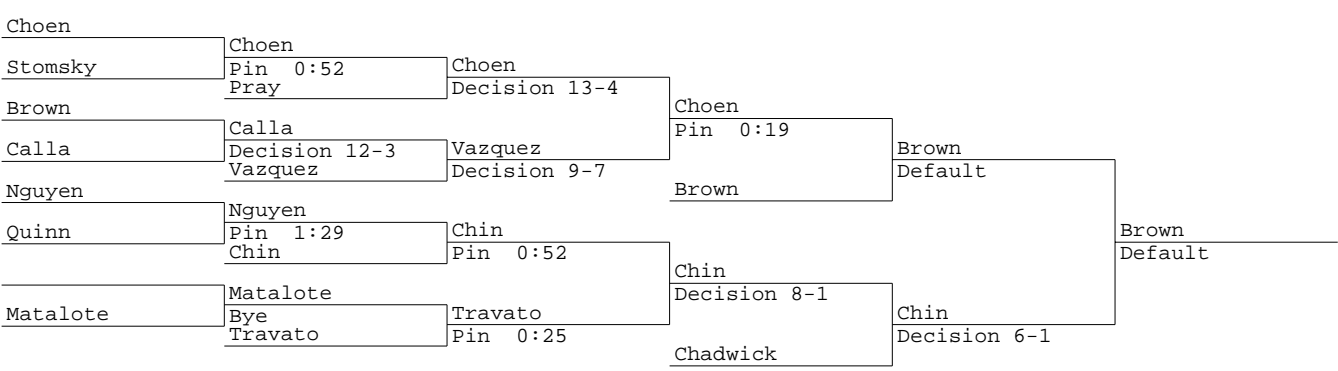 Choen
Stomsky
Brown
Calla
Nguyen
Quinn
Matalote
Choen
Pin 0:52
Pray
Calla
Decision 12-3
Vazquez
Nguyen
Pin 1:29
Chin
Matalote
Bye
Travato
Choen
Decision 13-4
Vazquez
Decision 9-7
Chin
Pin 0:52
Travato
Pin 0:25
Choen
Pin 0:19
Brown
Chin
Decision 8-1
Chadwick
Brown
Default
Chin
Decision 6-1
Brown
Default